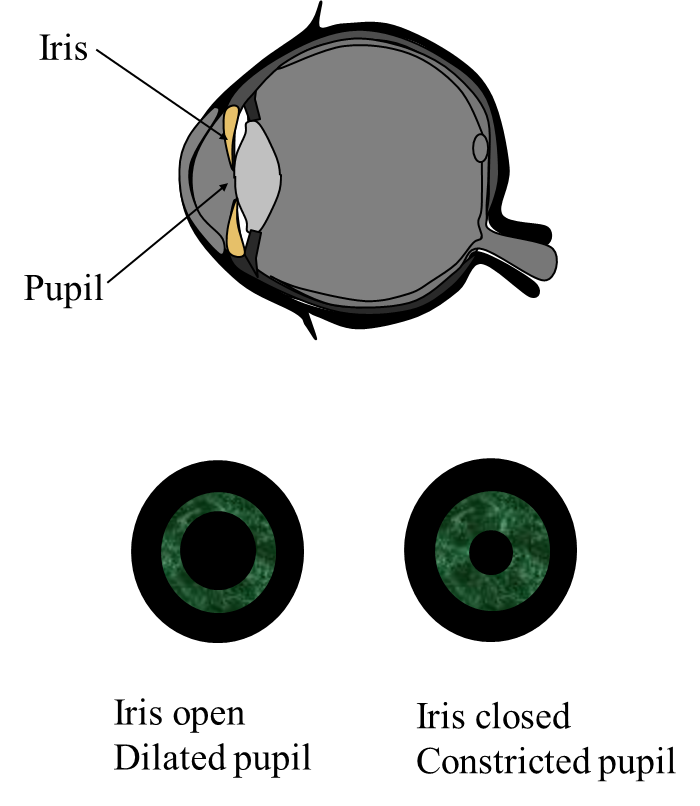 Iris
Pupil
Iris open
Dilated pupil
Iris closed
Constricted pupil